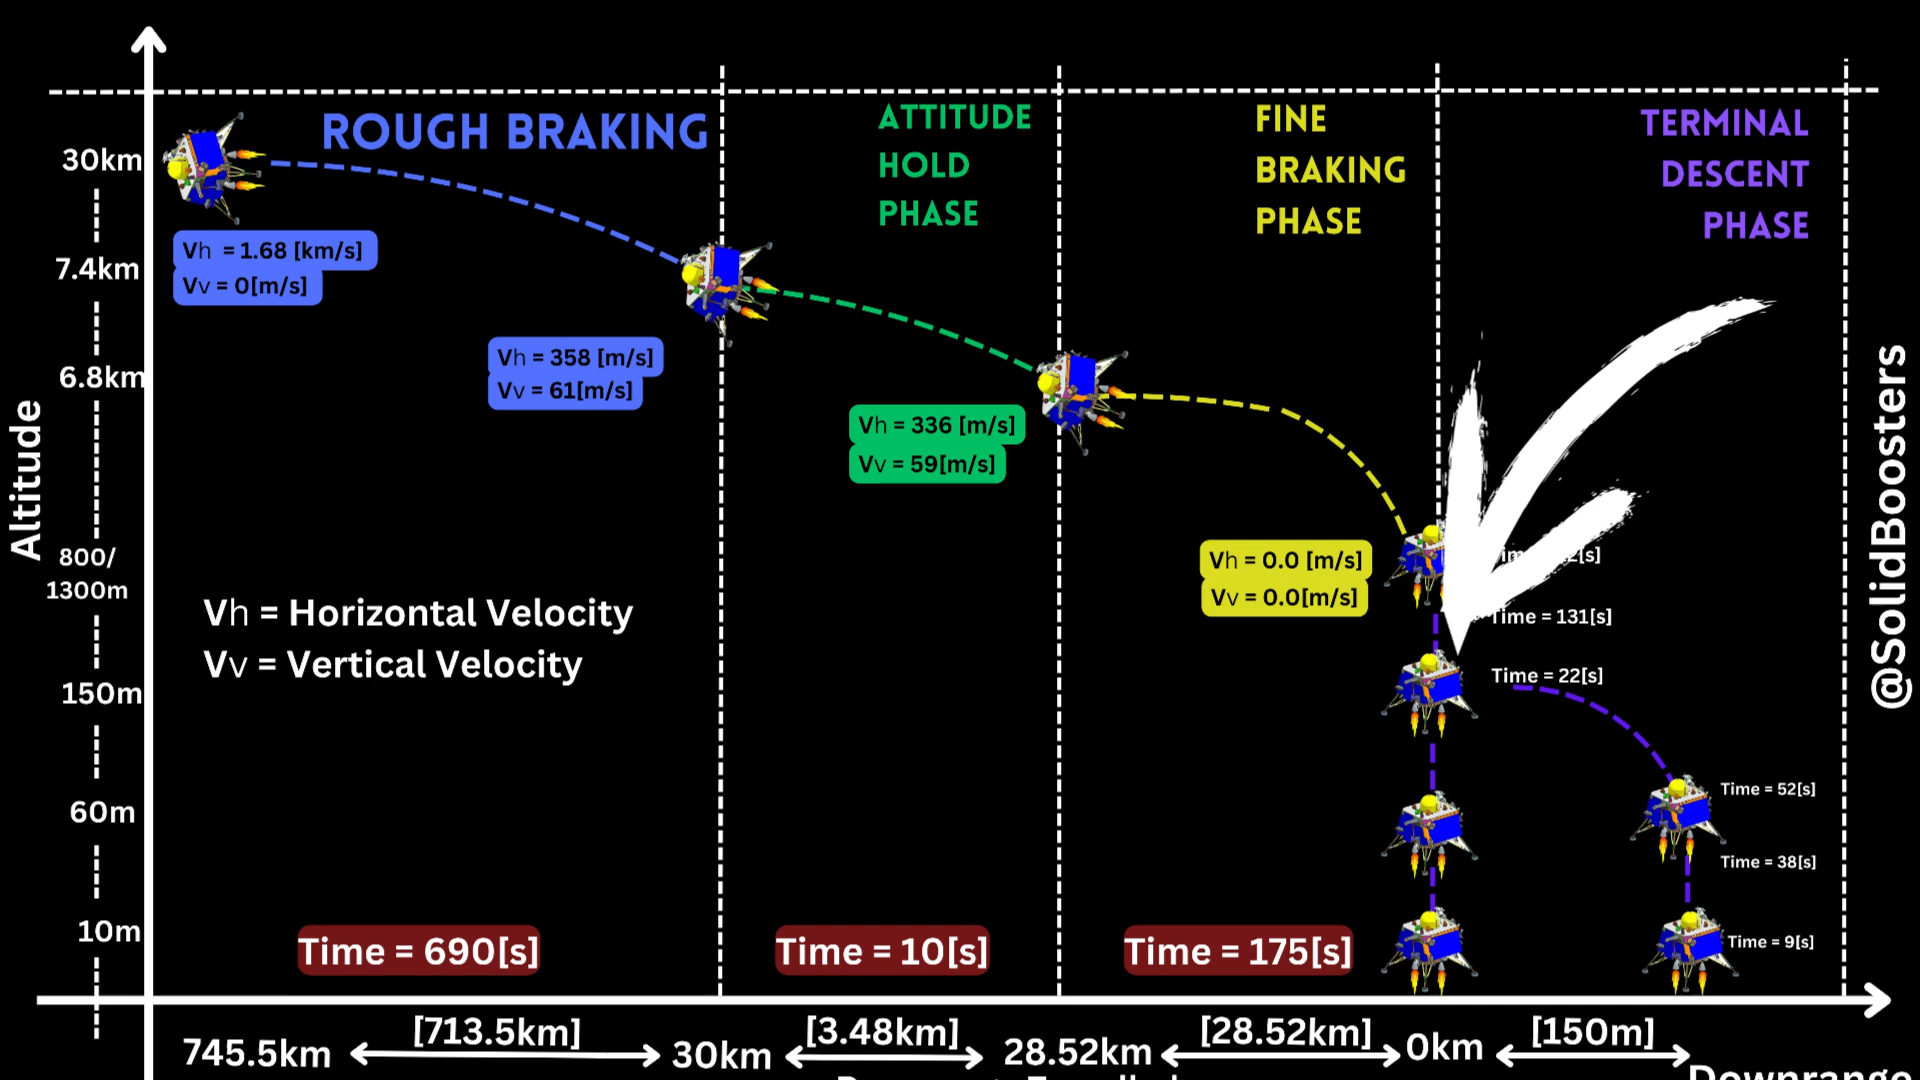 ROUGH BRAKING
ATTITUDE
HOLD
PHASE
FINE
BRAKING
PHASE
TERMINAL
DESCENT
PHASE
Altitude
30km
7.4km
6.8km
800/
1300m
150m
60m
10m
Vh = 1.68 [km/s]
Vv = 0[m/s]
Vh = 358 [m/s]
Vv = 61[m/s]
Vh = 336 [m/s]
Vv = 59[m/s]
Vh = 0.0 [m/s]
Vv = 0.0[m/s]
Vh = Horizontal Velocity
Vv = Vertical Velocity
Time = 131[s]
Time = 22[s]
Time = 52[s]
Time = 38[s]
Time = 9[s]
Time = 690[s]
Time = 10[s]
Time = 175[s]
@SolidBoosters
[713.5km]
[3.48km]
[28.52km]
[150m]
745.5km
30km
28.52km
0km
Downrange